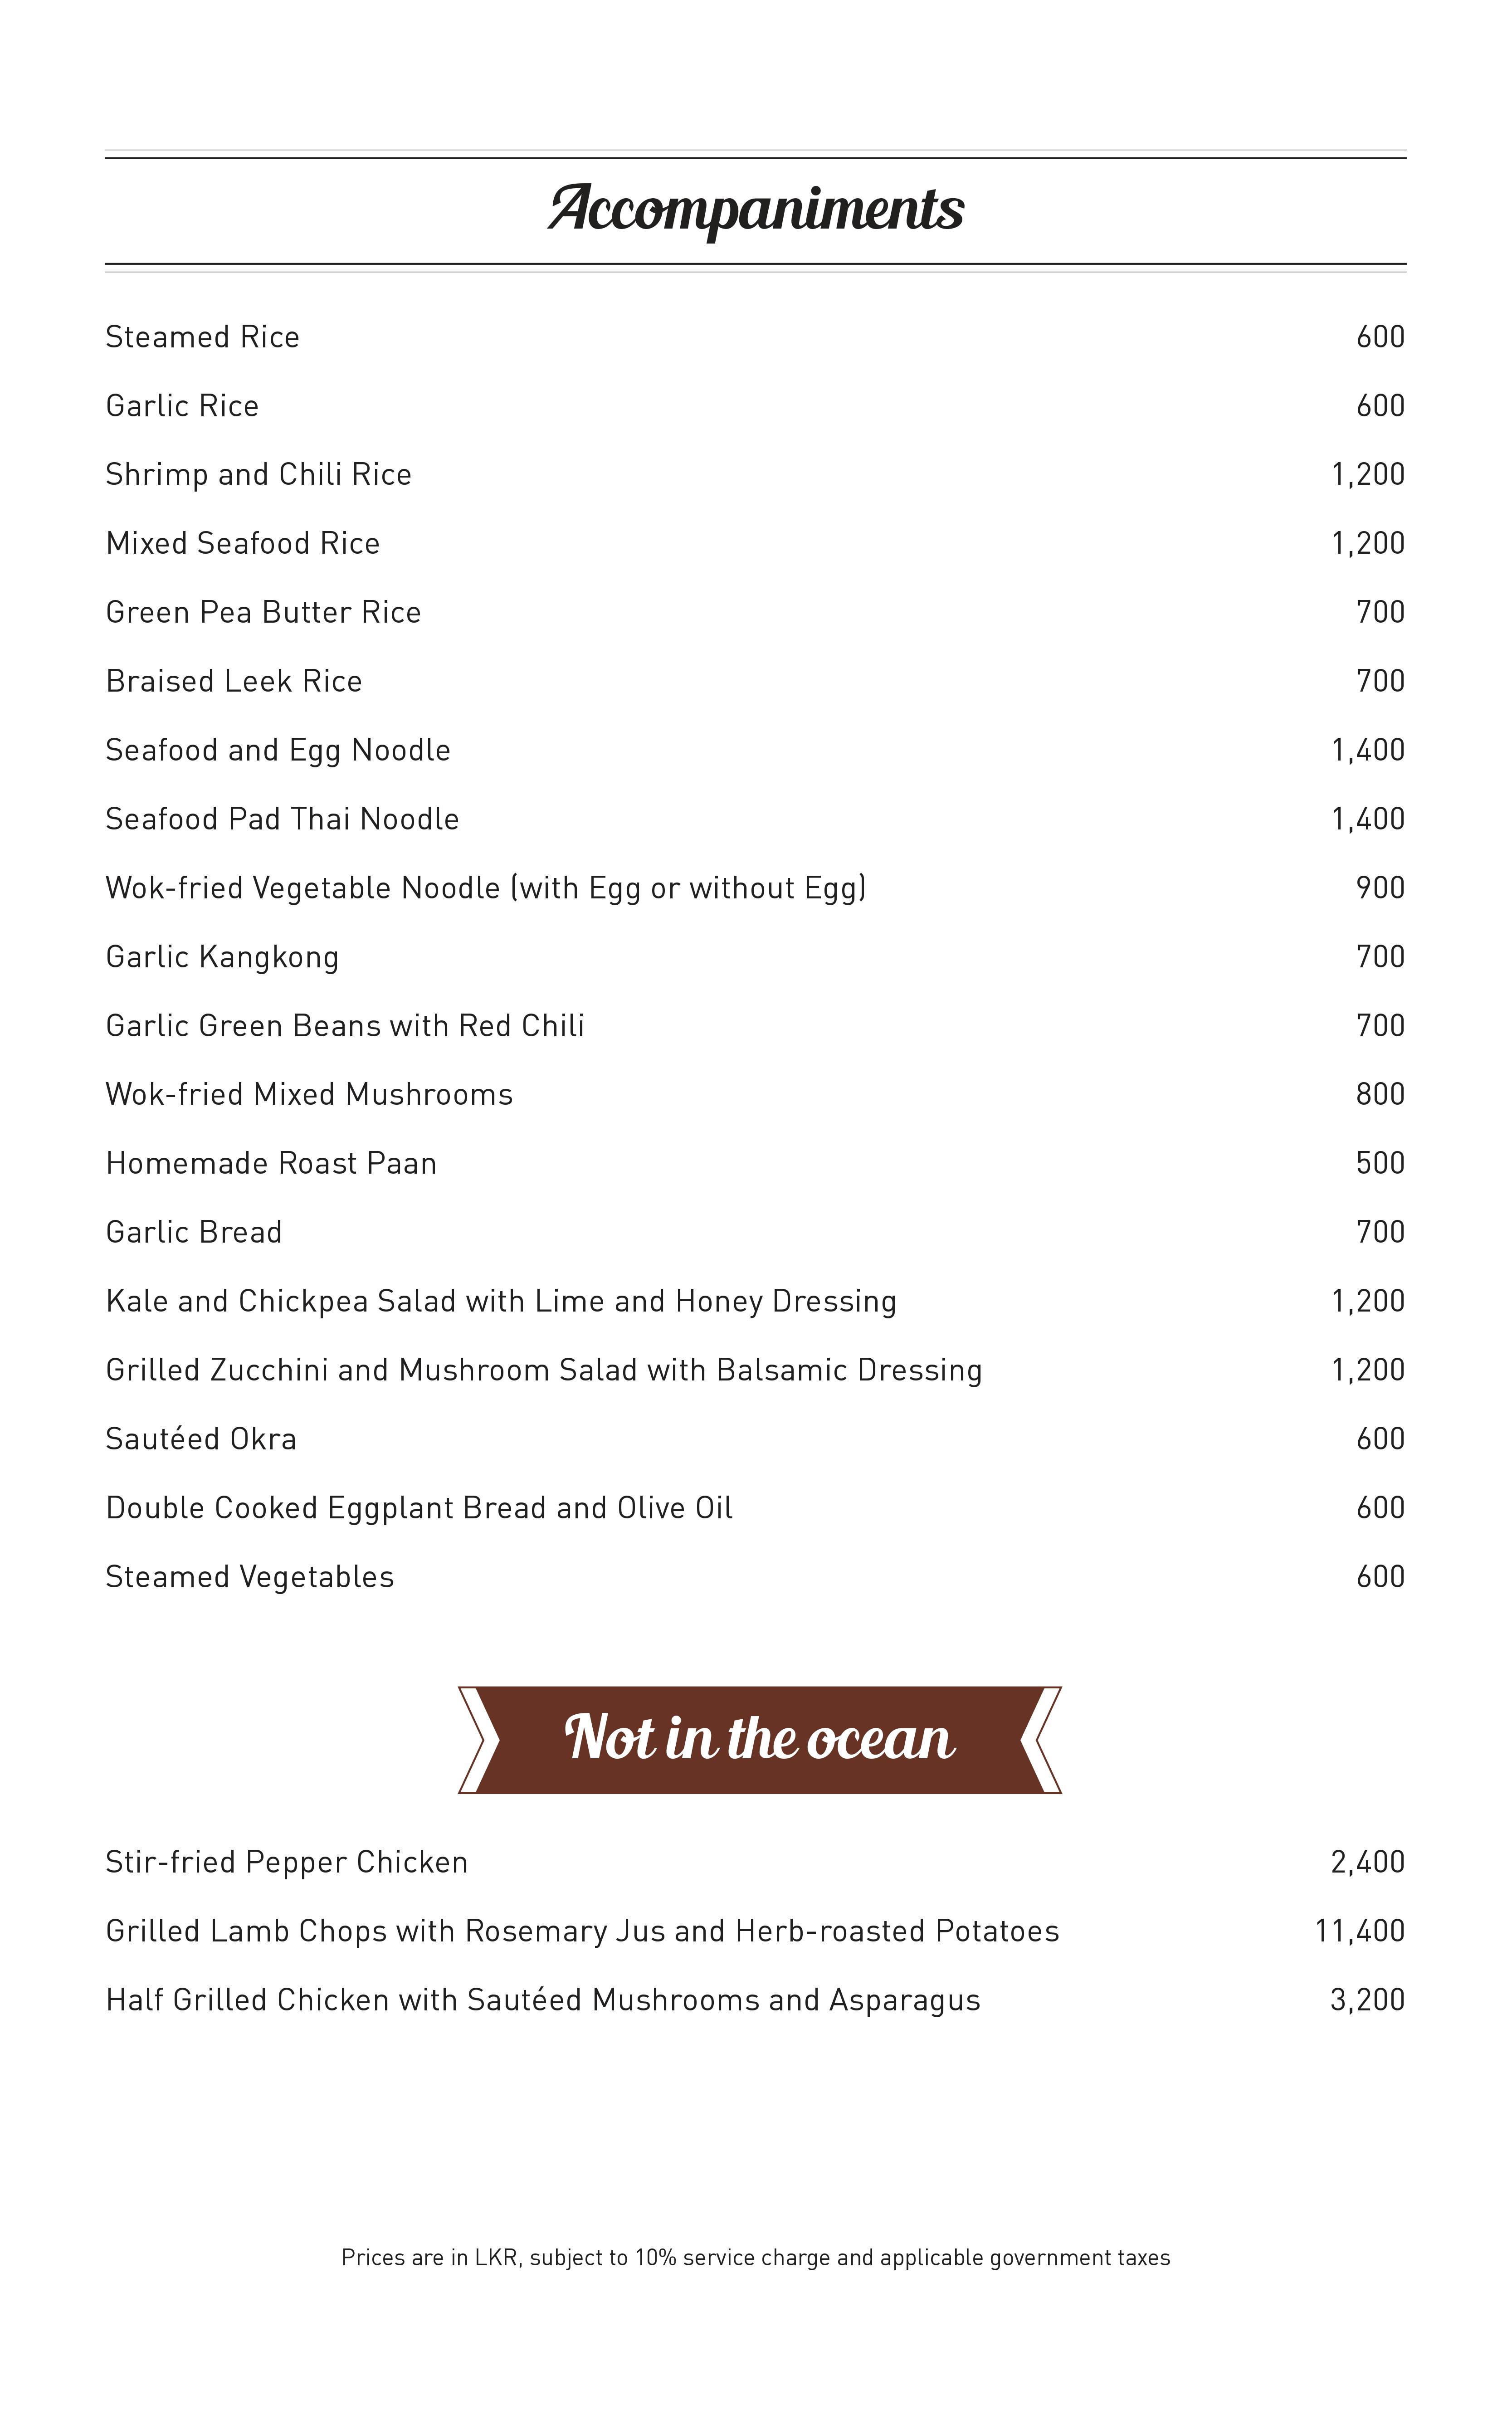 Accompaniments
Steamed Rice 600
Garlic Rice 600
Shrimp and Chili Rice 1,200
Mixed Seafood Rice 1,200
Green Pea Butter Rice 700
Braised Leek Rice 700
Seafood and Egg Noodle 1,400
Seafood Pad Thai Noodle 1,400
Wok-fried Vegetable Noodle (with Egg or without Egg) 900
Garlic Kangkong 700
Garlic Green Beans with Red Chili 700
Wok-fried Mixed Mushrooms 800
Homemade Roast Paan 500
Garlic Bread 700
Kale and Chickpea Salad with Lime and Honey Dressing 1,200
Grilled Zucchini and Mushroom Salad with Balsamic Dressing 1,200
Sautéed Okra 600
Double Cooked Eggplant Bread and Olive Oil 600
Steamed Vegetables 600
Not in the ocean
Stir-fried Pepper Chicken 2,400
Grilled Lamb Chops with Rosemary Jus and Herb-roasted Potatoes 11,400
Half Grilled Chicken with Sautéed Mushrooms and Asparagus 3,200
Prices are in LKR, subject to 10% service charge and applicable government taxes